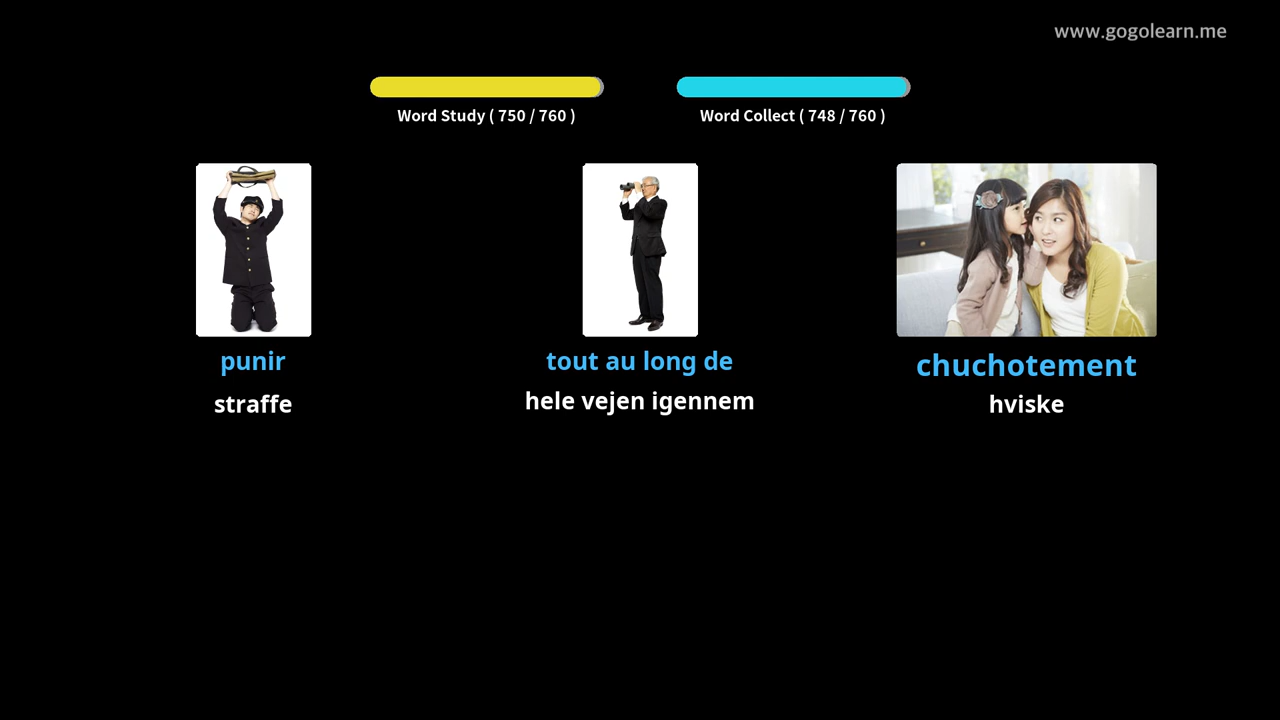 www.gogolearn.me
Word Study ( 750 / 760 )
Word Collect ( 748 / 760 )
punir
straffe
tout au long de
hele vejen igennem
chuchotement
hviske